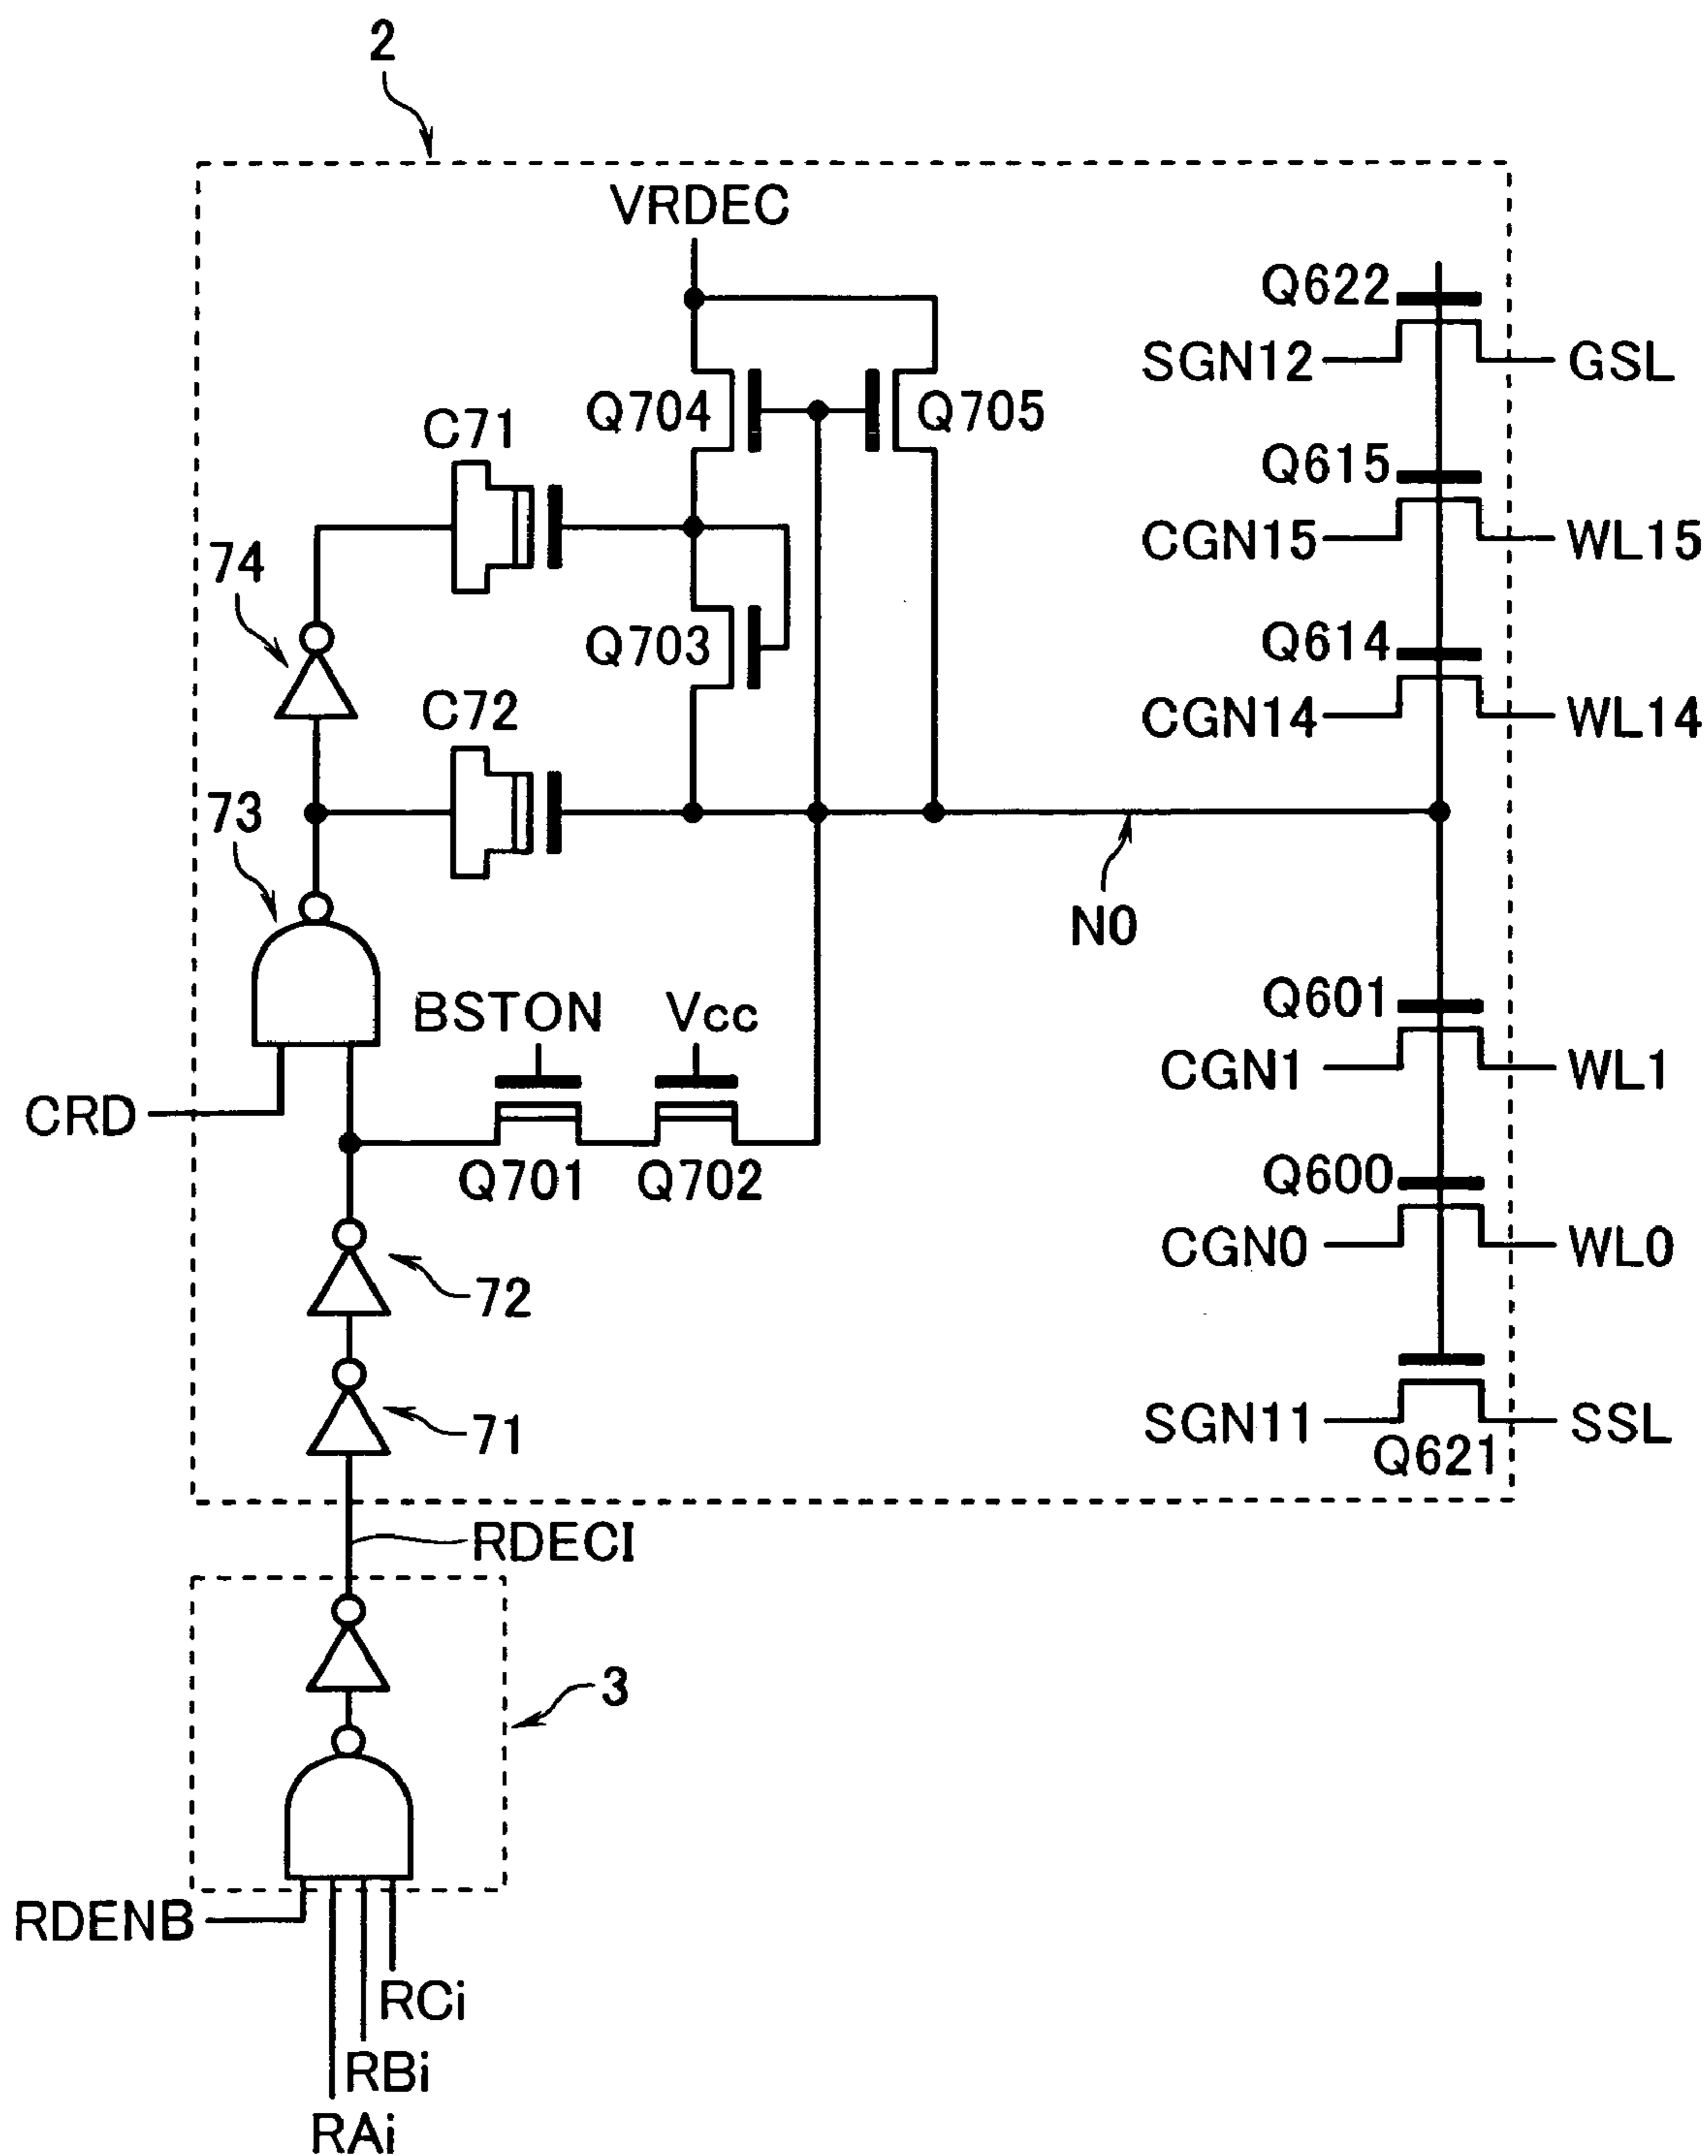 2
VRDEC
Q622
SGN12
GSL
Q704
Q705
C71
Q615
CGN15
WL15
74
Q703
Q614
C72
CGN14
WL14
73
N0
BSTON
Vcc
Q601
CGN1
WL1
CRD
Q701
Q702
Q600
CGN0
WL0
72
71
SGN11
SSL
Q621
RDECI
3
RDENB
RCi
RBi
RAi